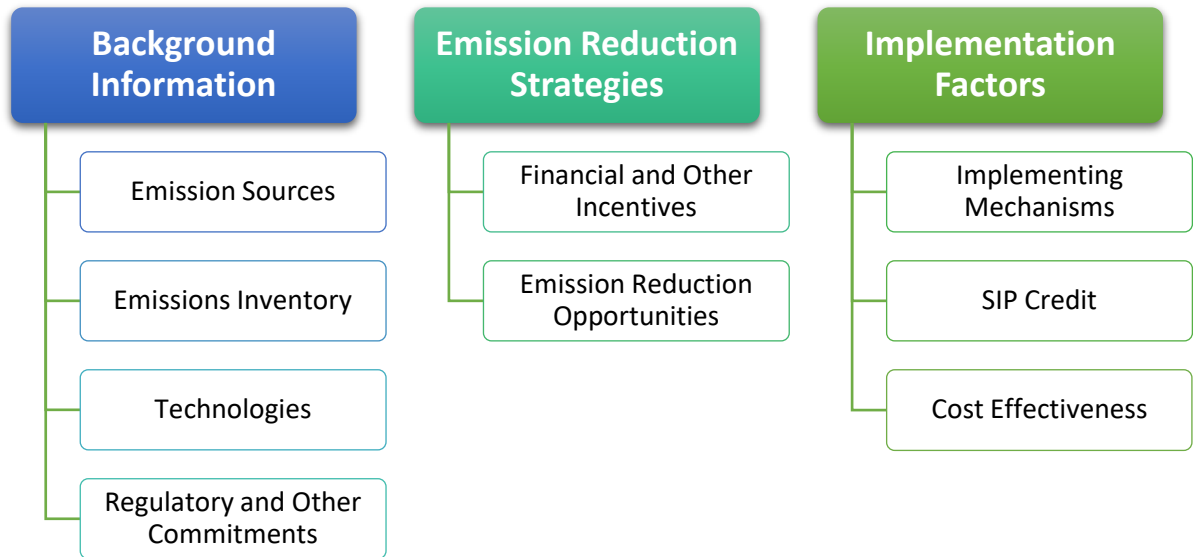 Background
Information
Emission Sources
Emissions Inventory
Technologies
Regulatory and Other
Commitments
Emission Reduction
Strategies
Financial and Other
Incentives
Emission Reduction
Opportunities
Implementation
Factors
Implementing
Mechanisms
SIP Credit
Cost Effectiveness